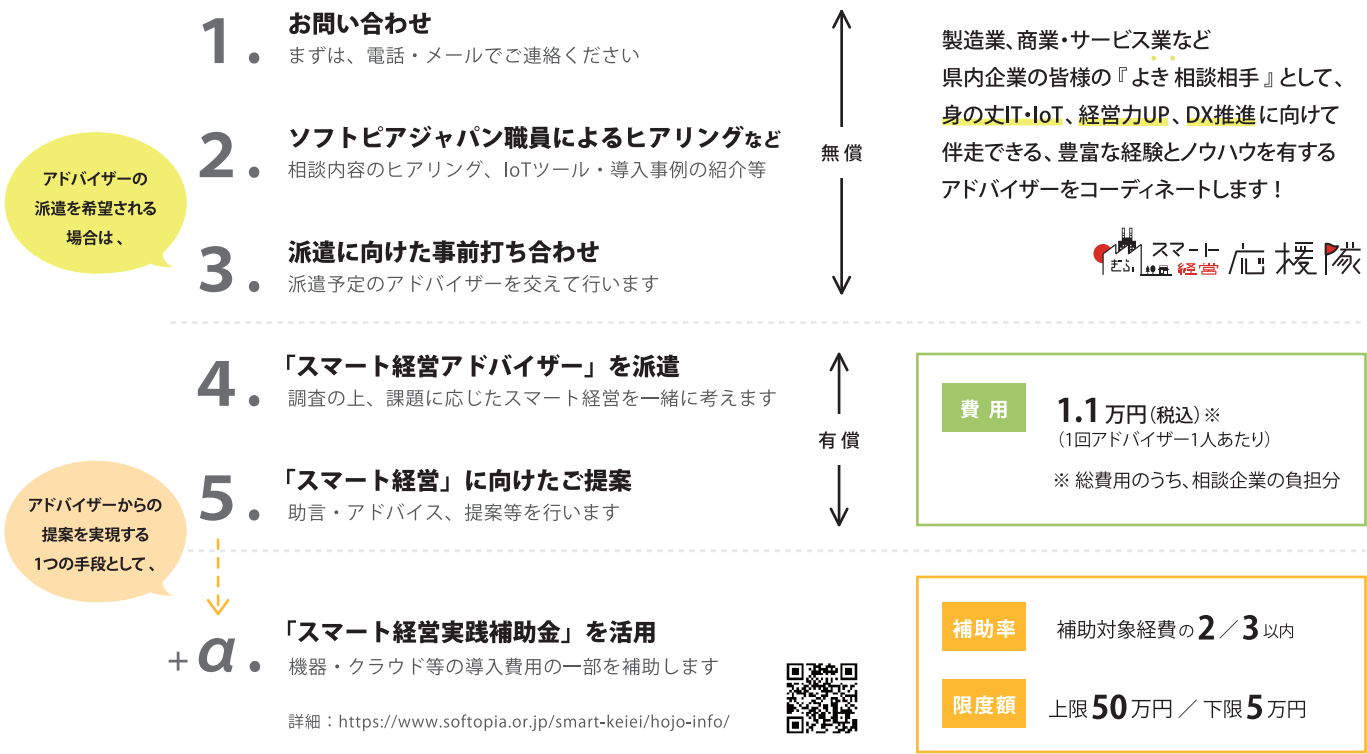 1. お問い合わせ
まずは、電話・メールでご連絡ください
2. ソフトピアジャパン職員によるヒアリングなど
相談内容のヒアリング、IoTツール・導入事例の紹介等
アドバイザーの
派遣を希望される
場合は、
3. 派遣に向けた事前打ち合わせ
派遣予定のアドバイザーを交えて行います
無償
製造業、商業・サービス業など
県内企業の皆様の『よき相談相手』として、
身の丈IT・IoT、経営力UP、DX推進に向けて
伴走できる、豊富な経験とノウハウを有する
アドバイザーをコーディネートします!
ぎふ スマート経営 応援隊
4. 「スマート経営アドバイザー」を派遣
調査の上、課題に応じたスマート経営を一緒に考えます
5. 「スマート経営」に向けたご提案
助言・アドバイス、提案等を行います
有償
費用
1.1万円(税込)※
(1回アドバイザー1人あたり)
※ 総費用のうち、相談企業の負担分
アドバイザーからの
提案を実現する
1つの手段として、
+α. 「スマート経営実践補助金」を活用
機器・クラウド等の導入費用の一部を補助します
詳細:https://www.softopia.or.jp/smart-keiei/hojo-info/
補助率 補助対象経費の2/3以内
限度額 上限50万円/下限5万円